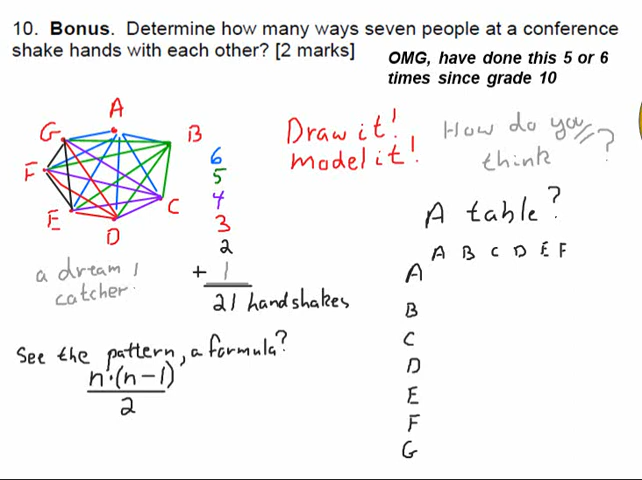 10. Bonus. Determine how many ways seven people at a conference
shake hands with each other? [2 marks]
OMG, have done this 5 or 6
times since grade 10
A
G
B
F
C
E
D
6
5
4
3
2
+ 1
21 handshakes
Draw it!
model it!
How do you
think ?
A table?
A B C D E F
A
B
C
D
E
F
G
a dream
catcher.
See the pattern, a formula?
n·(n-1)
2